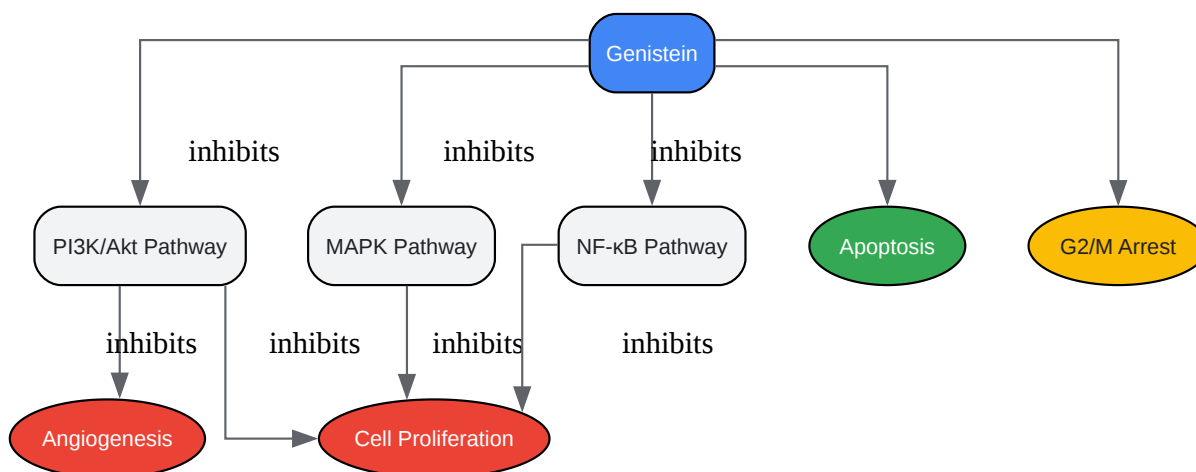 Genistein
inhibits
inhibits
inhibits
PI3K/Akt Pathway
MAPK Pathway
NF-κB Pathway
Apoptosis
G2/M Arrest
inhibits
inhibits
inhibits
inhibits
Angiogenesis
Cell Proliferation